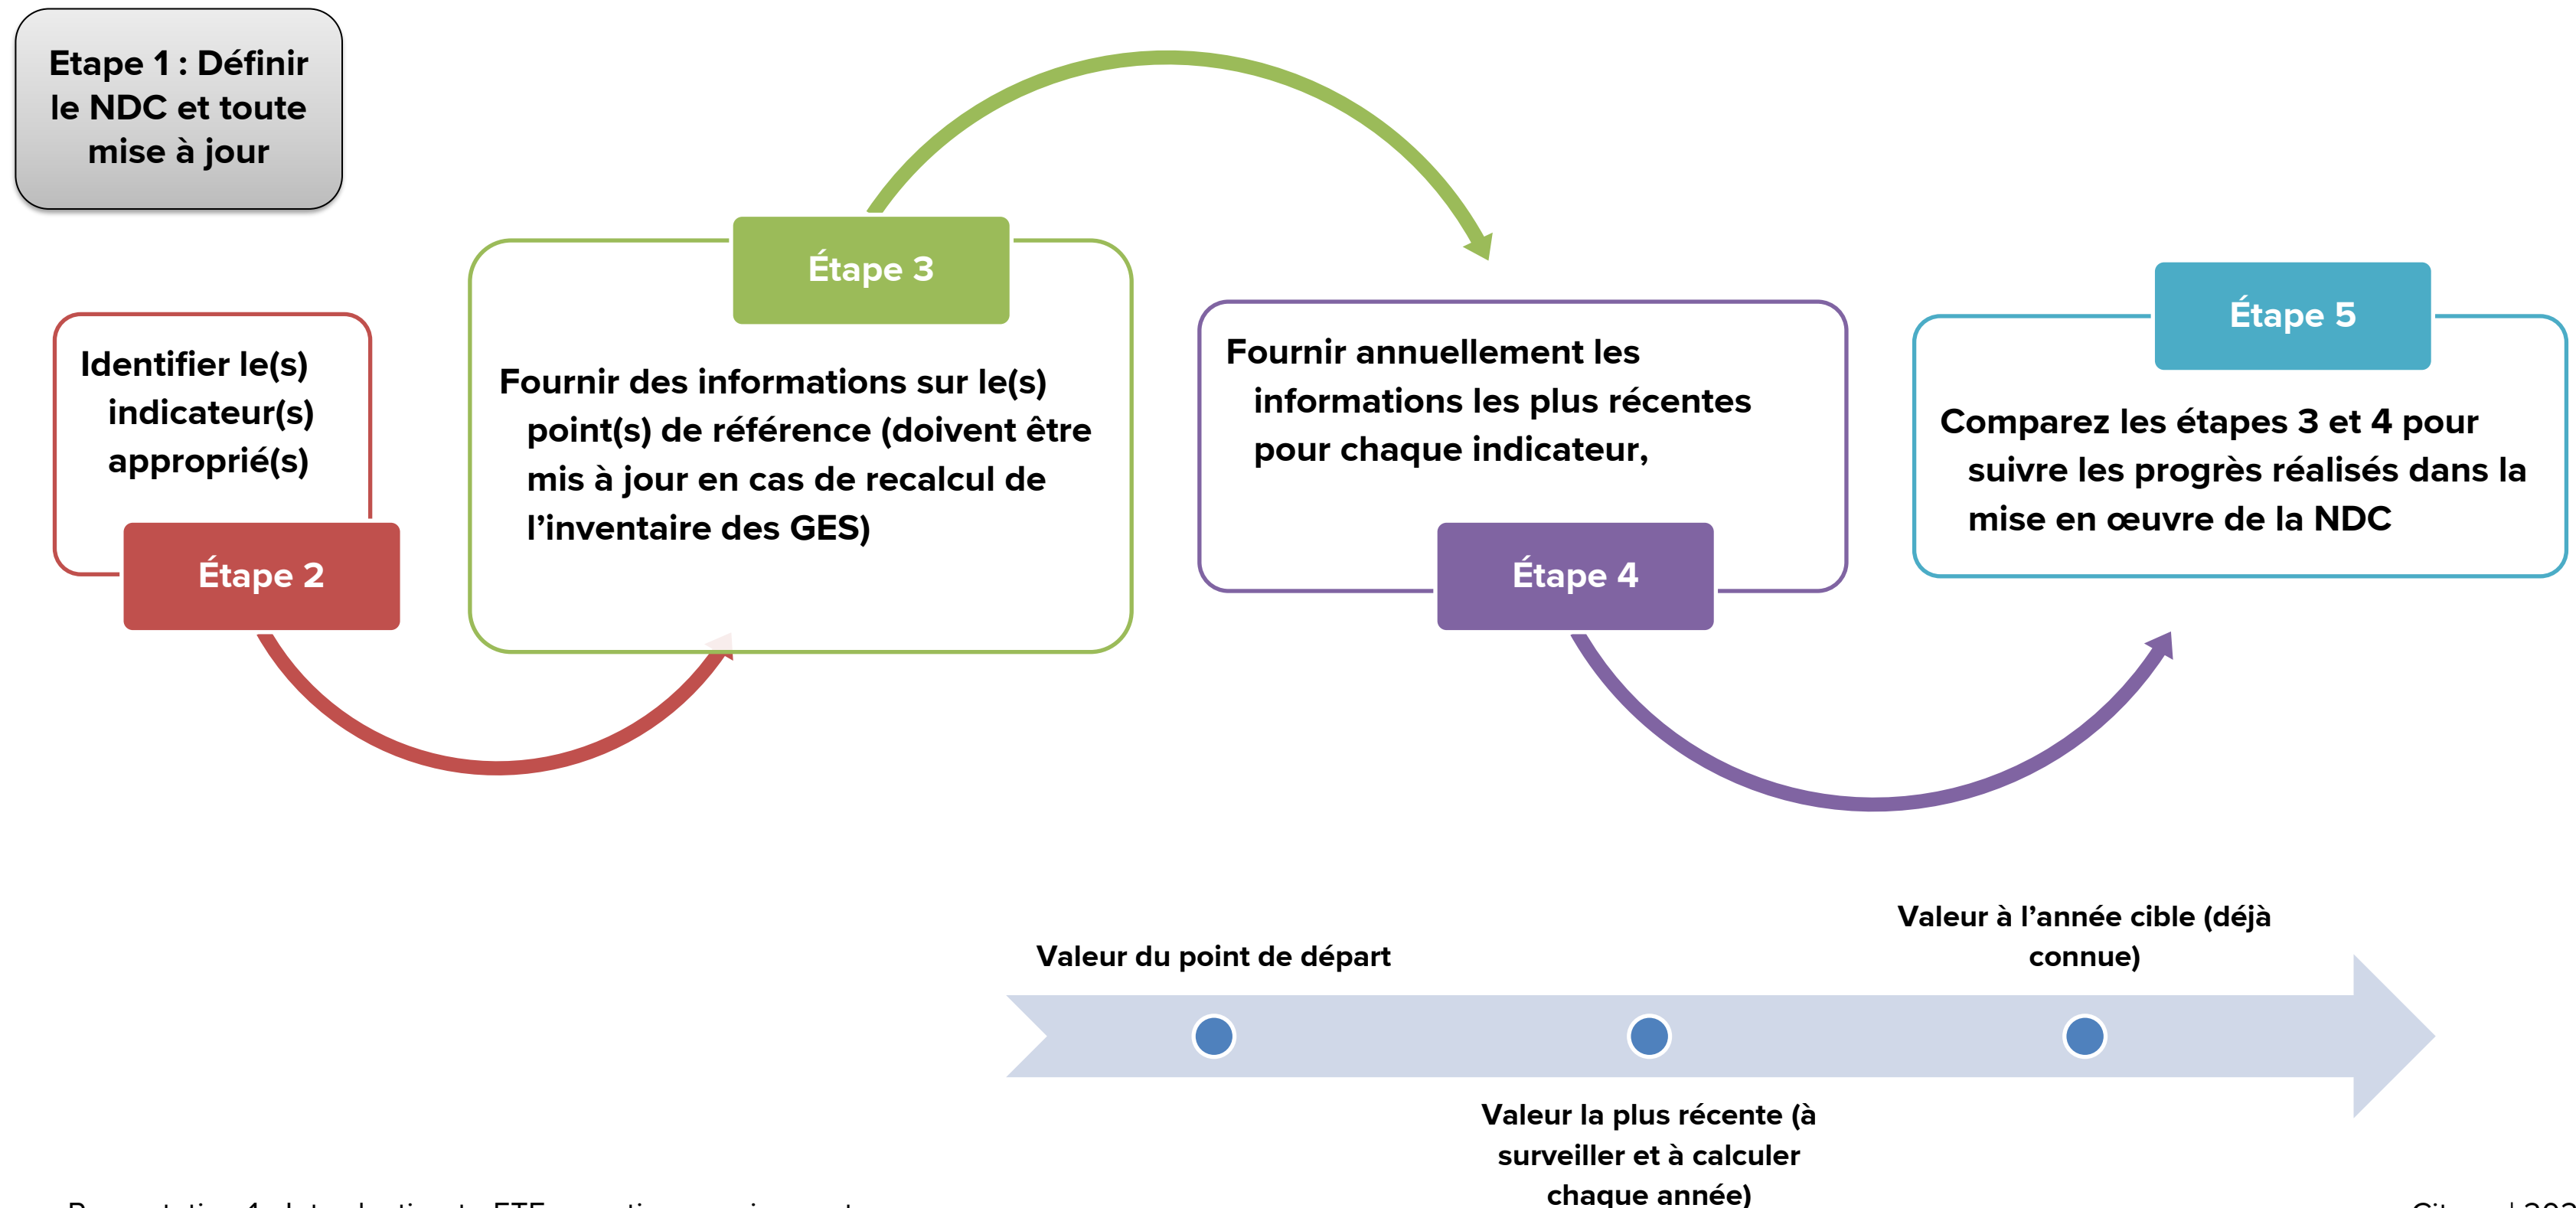 Etape 1 : Définir
le NDC et toute
mise à jour
Identifier le(s)
indicateur(s)
approprié(s)
Étape 2
Étape 3
Fournir des informations sur le(s)
point(s) de référence (doivent être
mis à jour en cas de recalcul de
l’inventaire des GES)
Fournir annuellement les
informations les plus récentes
pour chaque indicateur,
Étape 4
Étape 5
Comparez les étapes 3 et 4 pour
suivre les progrès réalisés dans la
mise en œuvre de la NDC
Valeur du point de départ
Valeur à l’année cible (déjà
connue)
Valeur la plus récente (à
surveiller et à calculer
chaque année)